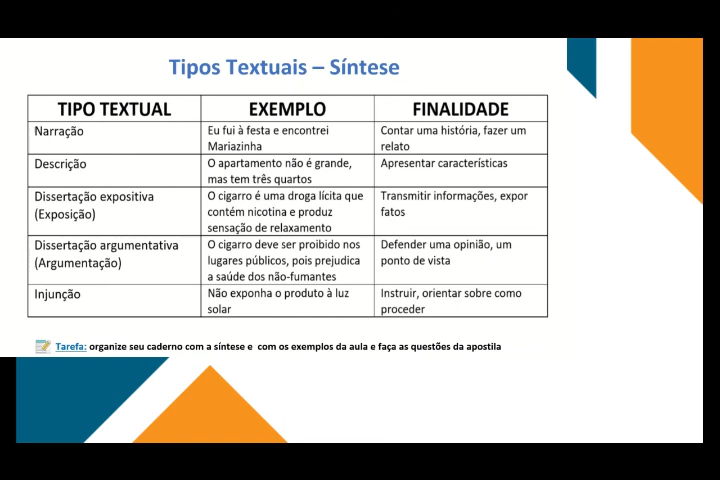 Tipos Textuais – Síntese
TIPO TEXTUAL EXEMPLO FINALIDADE
Narração
Eu fui à festa e encontrei
Mariazinha
Contar uma história, fazer um
relato
Descrição
O apartamento não é grande,
mas tem três quartos
Apresentar características
Dissertação expositiva
(Exposição)
O cigarro é uma droga lícita que
contém nicotina e produz
sensação de relaxamento
Transmitir informações, expor
fatos
Dissertação argumentativa
(Argumentação)
O cigarro deve ser proibido nos
lugares públicos, pois prejudica
a saúde dos não-fumantes
Defender uma opinião, um
ponto de vista
Injunção
Não exponha o produto à luz
solar
Instruir, orientar sobre como
proceder
Tarefa: organize seu caderno com a síntese e com os exemplos da aula e faça as questões da apostila